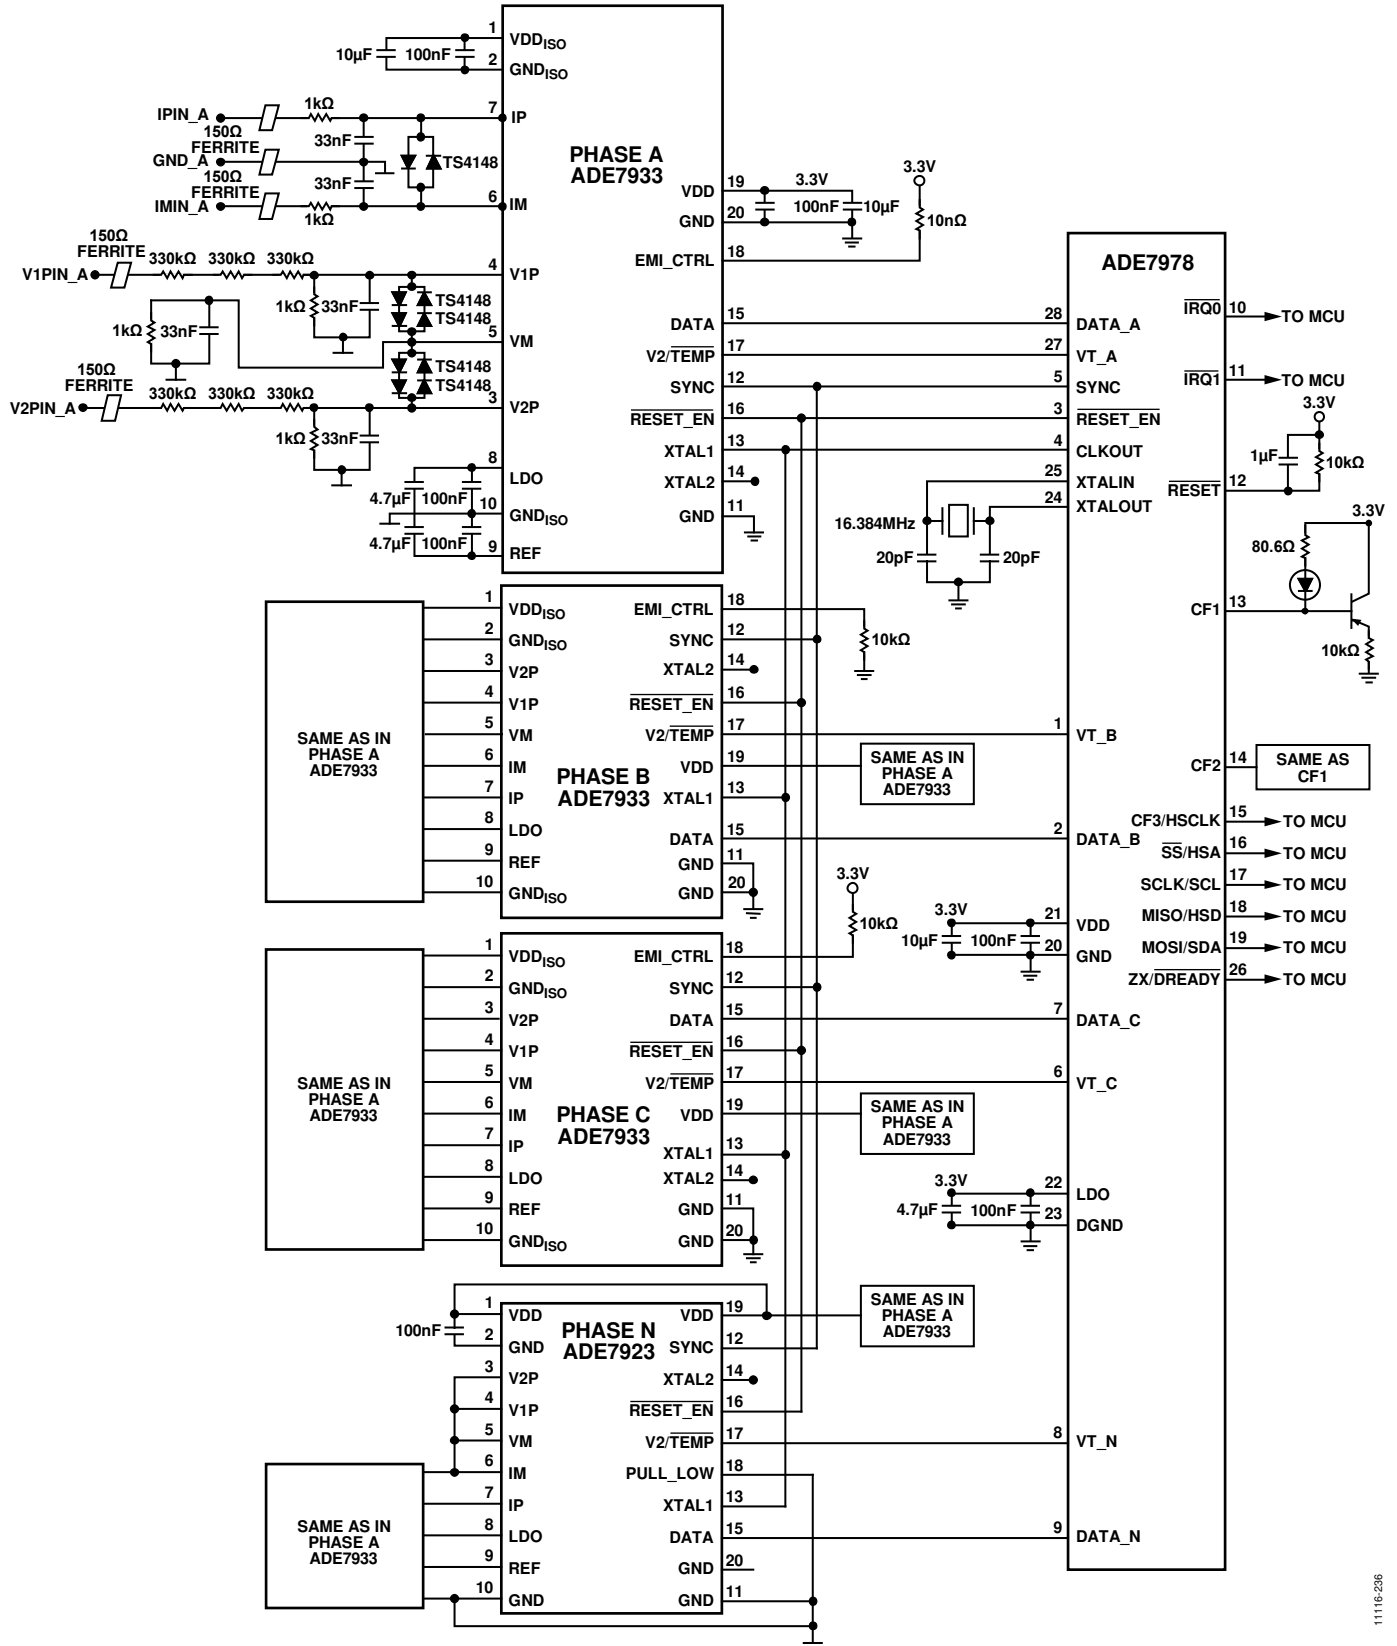 1
VDDISO
10µF
100nF
2
GNDISO
IPIN_A
1kΩ
7
IP
150Ω
FERRITE
33nF
GND_A
TS4148
150Ω
FERRITE
33nF
IMIN_A
1kΩ
6
IM
PHASE A
ADE7933
150Ω
FERRITE
V1PIN_A
330kΩ
330kΩ
330kΩ
4
V1P
1kΩ
33nF
TS4148
TS4148
1kΩ
33nF
5
VM
TS4148
TS4148
150Ω
FERRITE
V2PIN_A
330kΩ
330kΩ
330kΩ
3
V2P
1kΩ
33nF
8
LDO
4.7µF
100nF
10
GNDISO
4.7µF
100nF
9
REF
VDD
19
3.3V
100nF
10µF
GND
20
3.3V
10nΩ
EMI_CTRL
18
DATA
15
V2/TEMP
17
SYNC
12
RESET_EN
16
XTAL1
13
XTAL2
14
GND
11
ADE7978
28
DATA_A
27
VT_A
5
SYNC
3
RESET_EN
4
CLKOUT
25
XTALIN
24
XTALOUT
16.384MHz
20pF
20pF
IRQ0
10
TO MCU
IRQ1
11
TO MCU
3.3V
1µF
10kΩ
RESET
12
3.3V
80.6Ω
CF1
13
10kΩ
CF2
14
SAME AS
CF1
CF3/HSCLK
15
TO MCU
SS/HSA
16
TO MCU
SCLK/SCL
17
TO MCU
MISO/HSD
18
TO MCU
MOSI/SDA
19
TO MCU
ZX/DREADY
26
TO MCU
1
VT_B
2
DATA_B
3.3V
10µF
100nF
21
VDD
20
GND
7
DATA_C
6
VT_C
3.3V
4.7µF
100nF
22
LDO
23
DGND
8
VT_N
9
DATA_N
SAME AS IN
PHASE A
ADE7933
1
VDDISO
2
GNDISO
3
V2P
4
V1P
5
VM
6
IM
7
IP
8
LDO
9
REF
10
GNDISO
PHASE B
ADE7933
EMI_CTRL
18
10kΩ
SYNC
12
XTAL2
14
RESET_EN
16
V2/TEMP
17
VDD
19
SAME AS IN
PHASE A
ADE7933
XTAL1
13
DATA
15
GND
11
GND
20
SAME AS IN
PHASE A
ADE7933
1
VDDISO
2
GNDISO
3
V2P
4
V1P
5
VM
6
IM
7
IP
8
LDO
9
REF
10
GNDISO
PHASE C
ADE7933
3.3V
10kΩ
EMI_CTRL
18
SYNC
12
DATA
15
RESET_EN
16
V2/TEMP
17
VDD
19
SAME AS IN
PHASE A
ADE7933
XTAL1
13
XTAL2
14
GND
11
GND
20
100nF
1
VDD
2
GND
3
V2P
4
V1P
5
VM
6
IM
7
IP
8
LDO
9
REF
10
GND
SAME AS IN
PHASE A
ADE7933
PHASE N
ADE7923
VDD
19
SAME AS IN
PHASE A
ADE7933
SYNC
12
XTAL2
14
RESET_EN
16
V2/TEMP
17
PULL_LOW
18
XTAL1
13
DATA
15
GND
20
GND
11
11116-236